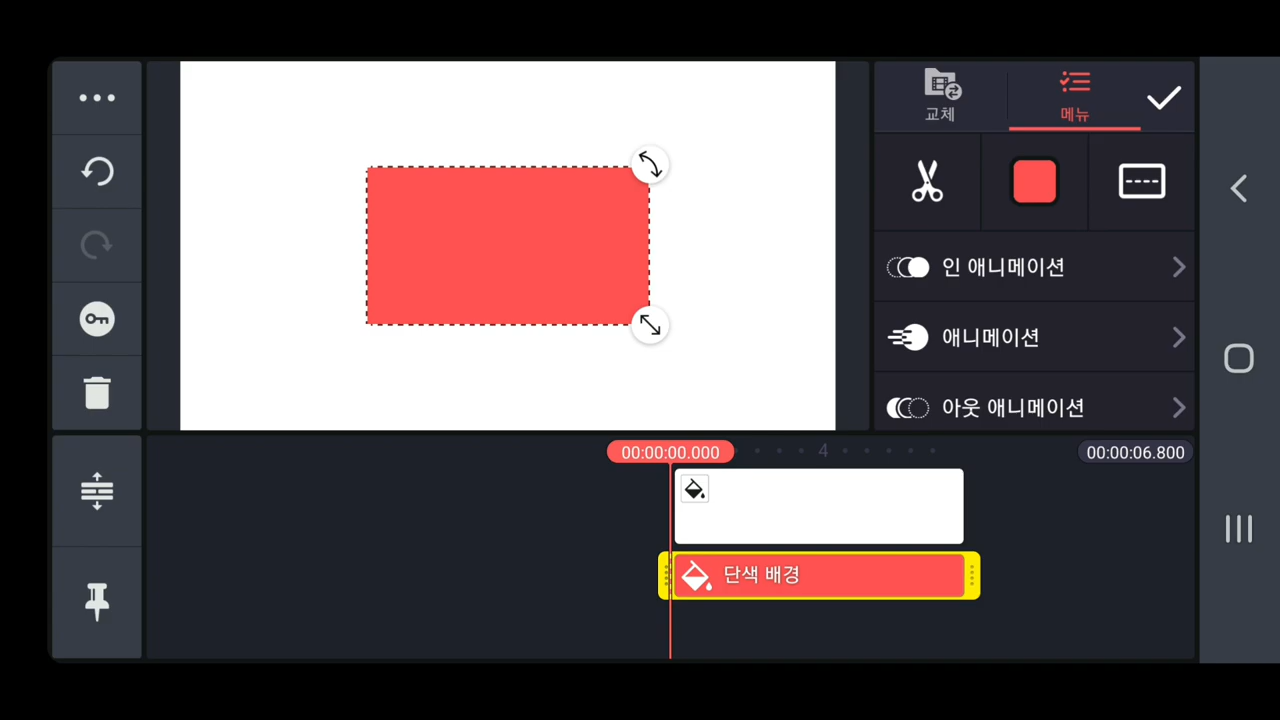 교체
메뉴
인 애니메이션
애니메이션
아웃 애니메이션
00:00:00.000
4
00:00:06.800
단색 배경